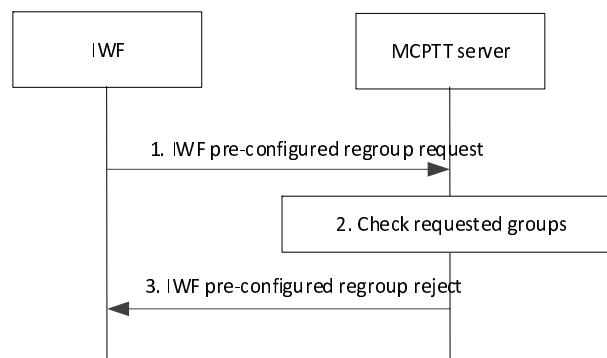 IWF
MCPTT server
1. IWF pre-configured regroup request
2. Check requested groups
3. IWF pre-configured regroup reject